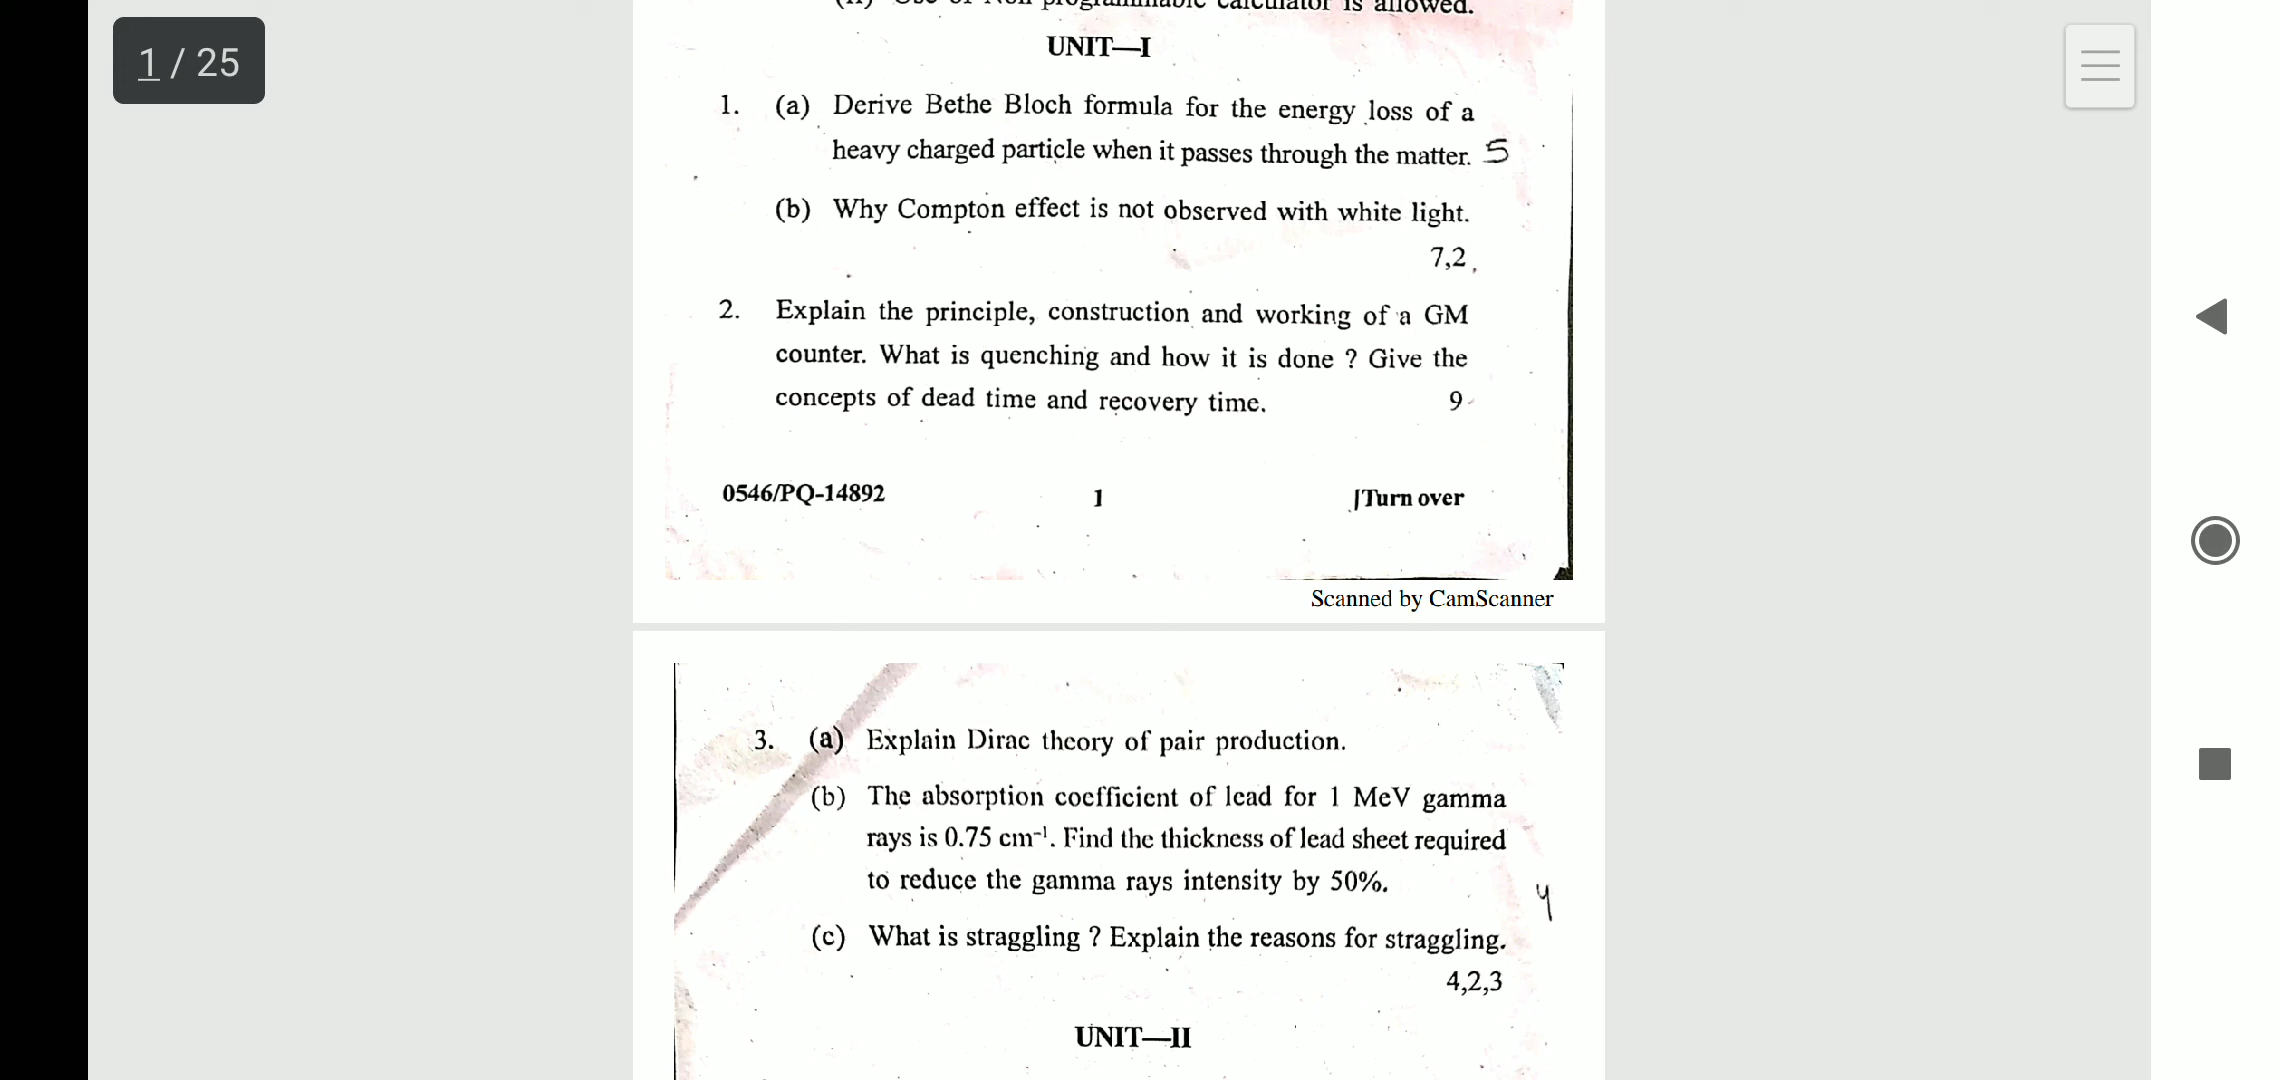 1 / 25
is allowed.
UNIT—I
1. (a) Derive Bethe Bloch formula for the energy loss of a
heavy charged particle when it passes through the matter. 5
(b) Why Compton effect is not observed with white light.
7,2
2. Explain the principle, construction and working of a GM
counter. What is quenching and how it is done ? Give the
concepts of dead time and recovery time. 9
0546/PQ-14892 1 [Turn over
Scanned by CamScanner
3. (a) Explain Dirac theory of pair production.
(b) The absorption coefficient of lead for 1 MeV gamma
rays is 0.75 cm⁻¹. Find the thickness of lead sheet required
to reduce the gamma rays intensity by 50%.
(c) What is straggling ? Explain the reasons for straggling.
4,2,3
UNIT—II